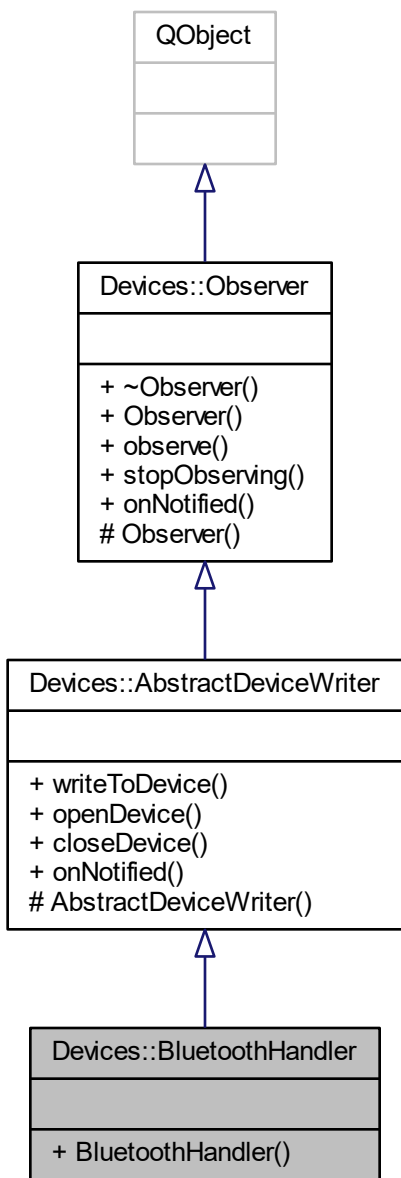 QObject
Devices::Observer
+ ~Observer()
+ Observer()
+ observe()
+ stopObserving()
+ onNotified()
# Observer()
Devices::AbstractDeviceWriter
+ writeToDevice()
+ openDevice()
+ closeDevice()
+ onNotified()
# AbstractDeviceWriter()
Devices::BluetoothHandler
+ BluetoothHandler()